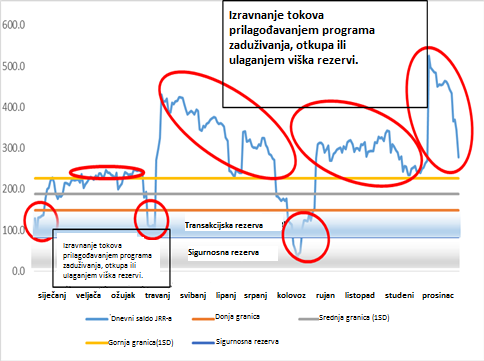 600.0
Izravnanje tokova
prilagođavanjem programa
zaduživanja, otkupa ili
ulaganjem viška rezervi.
500.0
400.0
300.0
200.0
100.0
0.0
Transakcijska rezerva
Sigurnosna rezerva
Izravnanje tokova
prilagođavanjem programa
zaduživanja, otkupa ili
ulaganjem viška rezervi.
siječanj veljača ožujak travanj svibanj lipanj srpanj kolovoz rujan listopad studeni prosinac
Dnevni saldo JRR-a Donja granica Srednja granica (1SD)
Gornja granica(1SD) Sigurnosna rezerva